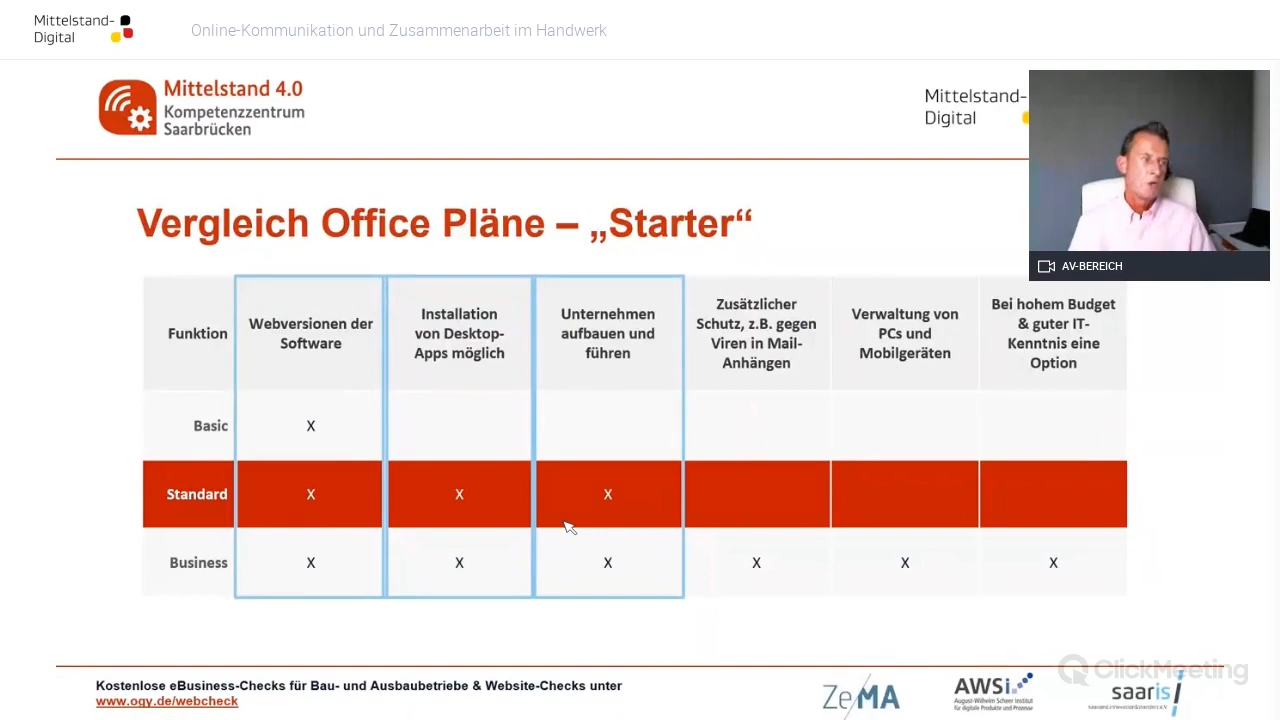 Mittelstand-
Digital
Online-Kommunikation und Zusammenarbeit im Handwerk
Mittelstand 4.0
Kompetenzzentrum
Saarbrücken
Mittelstand-
Digital
AV-BEREICH
Vergleich Office Pläne – „Starter“
Funktion
Webversionen der
Software
Installation
von Desktop-
Apps möglich
Unternehmen
aufbauen und
führen
Zusätzlicher
Schutz, z.B. gegen
Viren in Mail-
Anhängen
Verwaltung von
PCs und
Mobilgeräten
Bei hohem Budget
& guter IT-
Kenntnis eine
Option
Basic X
Standard X X X
Business X X X X X X
Kostenlose eBusiness-Checks für Bau- und Ausbaubetriebe & Website-Checks unter
www.ogy.de/webcheck
ZeMA
AWSi
August-Wilhelm Scheer Institut
für digitale Produkte und Prozesse
saaris
ClickMeeting